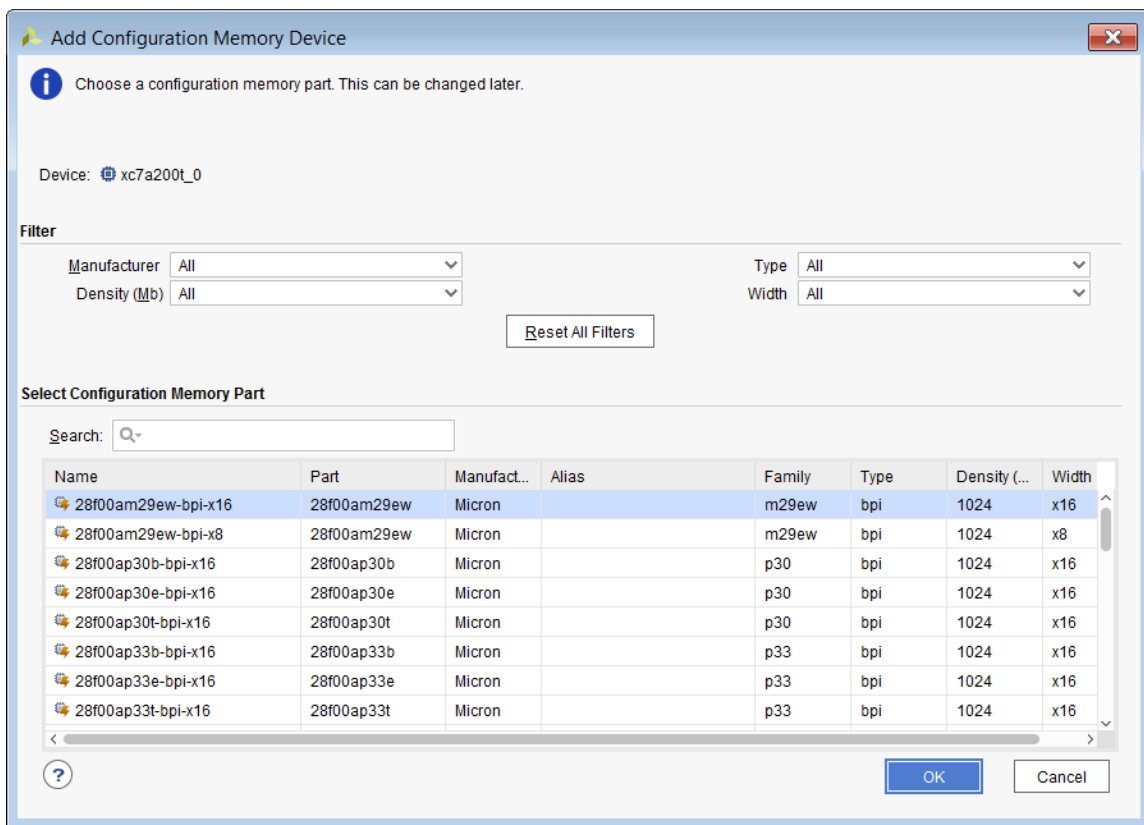 Add Configuration Memory Device
Choose a configuration memory part. This can be changed later.
Device: xc7a200t_0
Filter
Manufacturer All Type All
Density (Mb) All Width All
Reset All Filters
Select Configuration Memory Part
Search:
Name Part Manufact... Alias Family Type Density (... Width
28f00am29ew-bpi-x16 28f00am29ew Micron m29ew bpi 1024 x16
28f00am29ew-bpi-x8 28f00am29ew Micron m29ew bpi 1024 x8
28f00ap30b-bpi-x16 28f00ap30b Micron p30 bpi 1024 x16
28f00ap30e-bpi-x16 28f00ap30e Micron p30 bpi 1024 x16
28f00ap30t-bpi-x16 28f00ap30t Micron p30 bpi 1024 x16
28f00ap33b-bpi-x16 28f00ap33b Micron p33 bpi 1024 x16
28f00ap33e-bpi-x16 28f00ap33e Micron p33 bpi 1024 x16
28f00ap33t-bpi-x16 28f00ap33t Micron p33 bpi 1024 x16
? OK Cancel